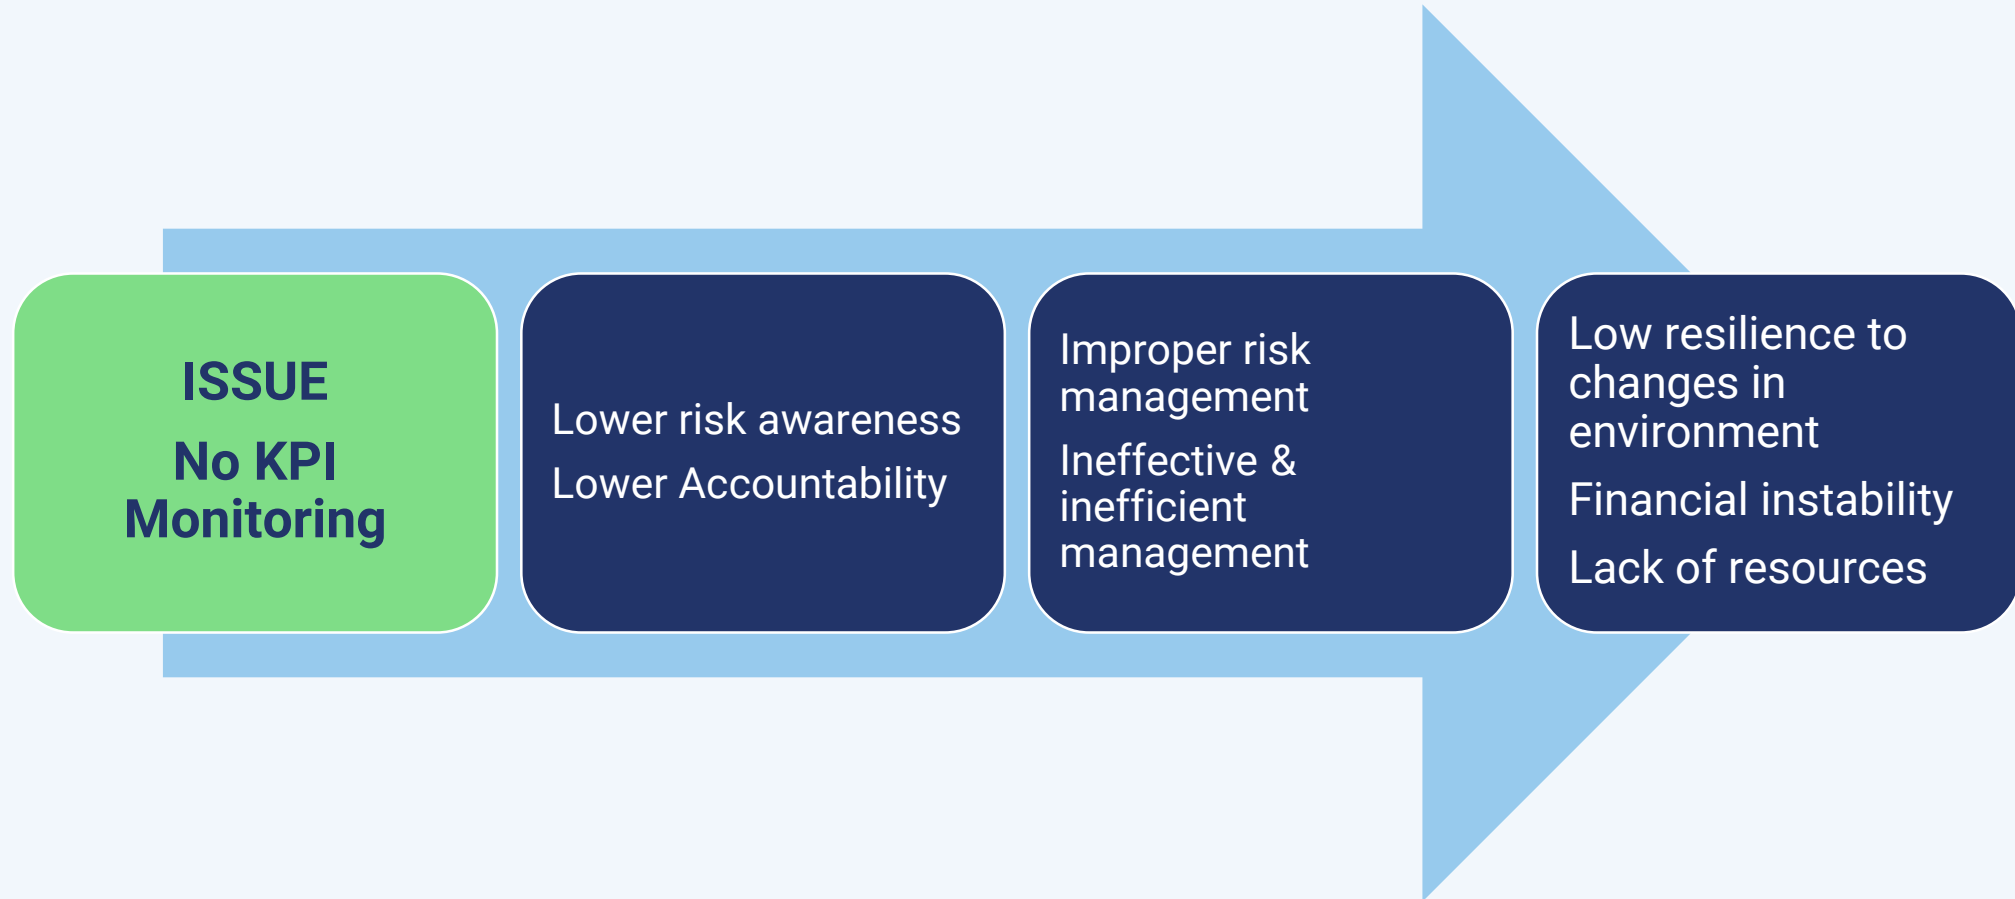 ISSUE
No KPI
Monitoring
Lower risk awareness
Lower Accountability
Improper risk
management
Ineffective &
inefficient
management
Low resilience to
changes in
environment
Financial instability
Lack of resources